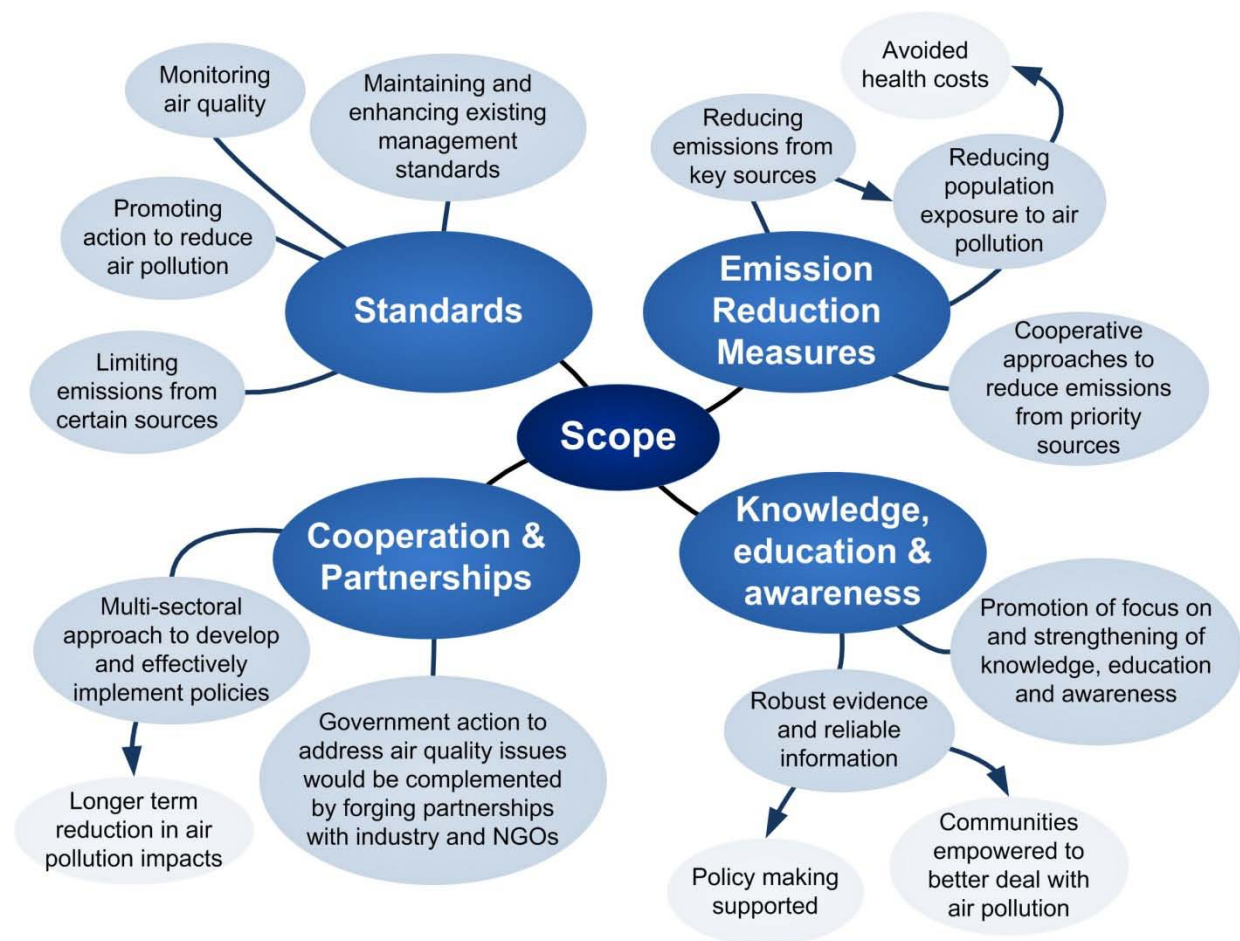 Monitoring
air quality
Maintaining and
enhancing existing
management
standards
Promoting
action to reduce
air pollution
Limiting
emissions from
certain sources
Standards
Avoided
health costs
Reducing
emissions from
key sources
Reducing
population
exposure to air
pollution
Emission
Reduction
Measures
Cooperative
approaches to
reduce emissions
from priority
sources
Scope
Cooperation &
Partnerships
Multi-sectoral
approach to develop
and effectively
implement policies
Longer term
reduction in air
pollution impacts
Government action to
address air quality issues
would be complemented
by forging partnerships
with industry and NGOs
Knowledge,
education &
awareness
Promotion of focus on
and strengthening of
knowledge, education
and awareness
Robust evidence
and reliable
information
Policy making
supported
Communities
empowered to
better deal with
air pollution